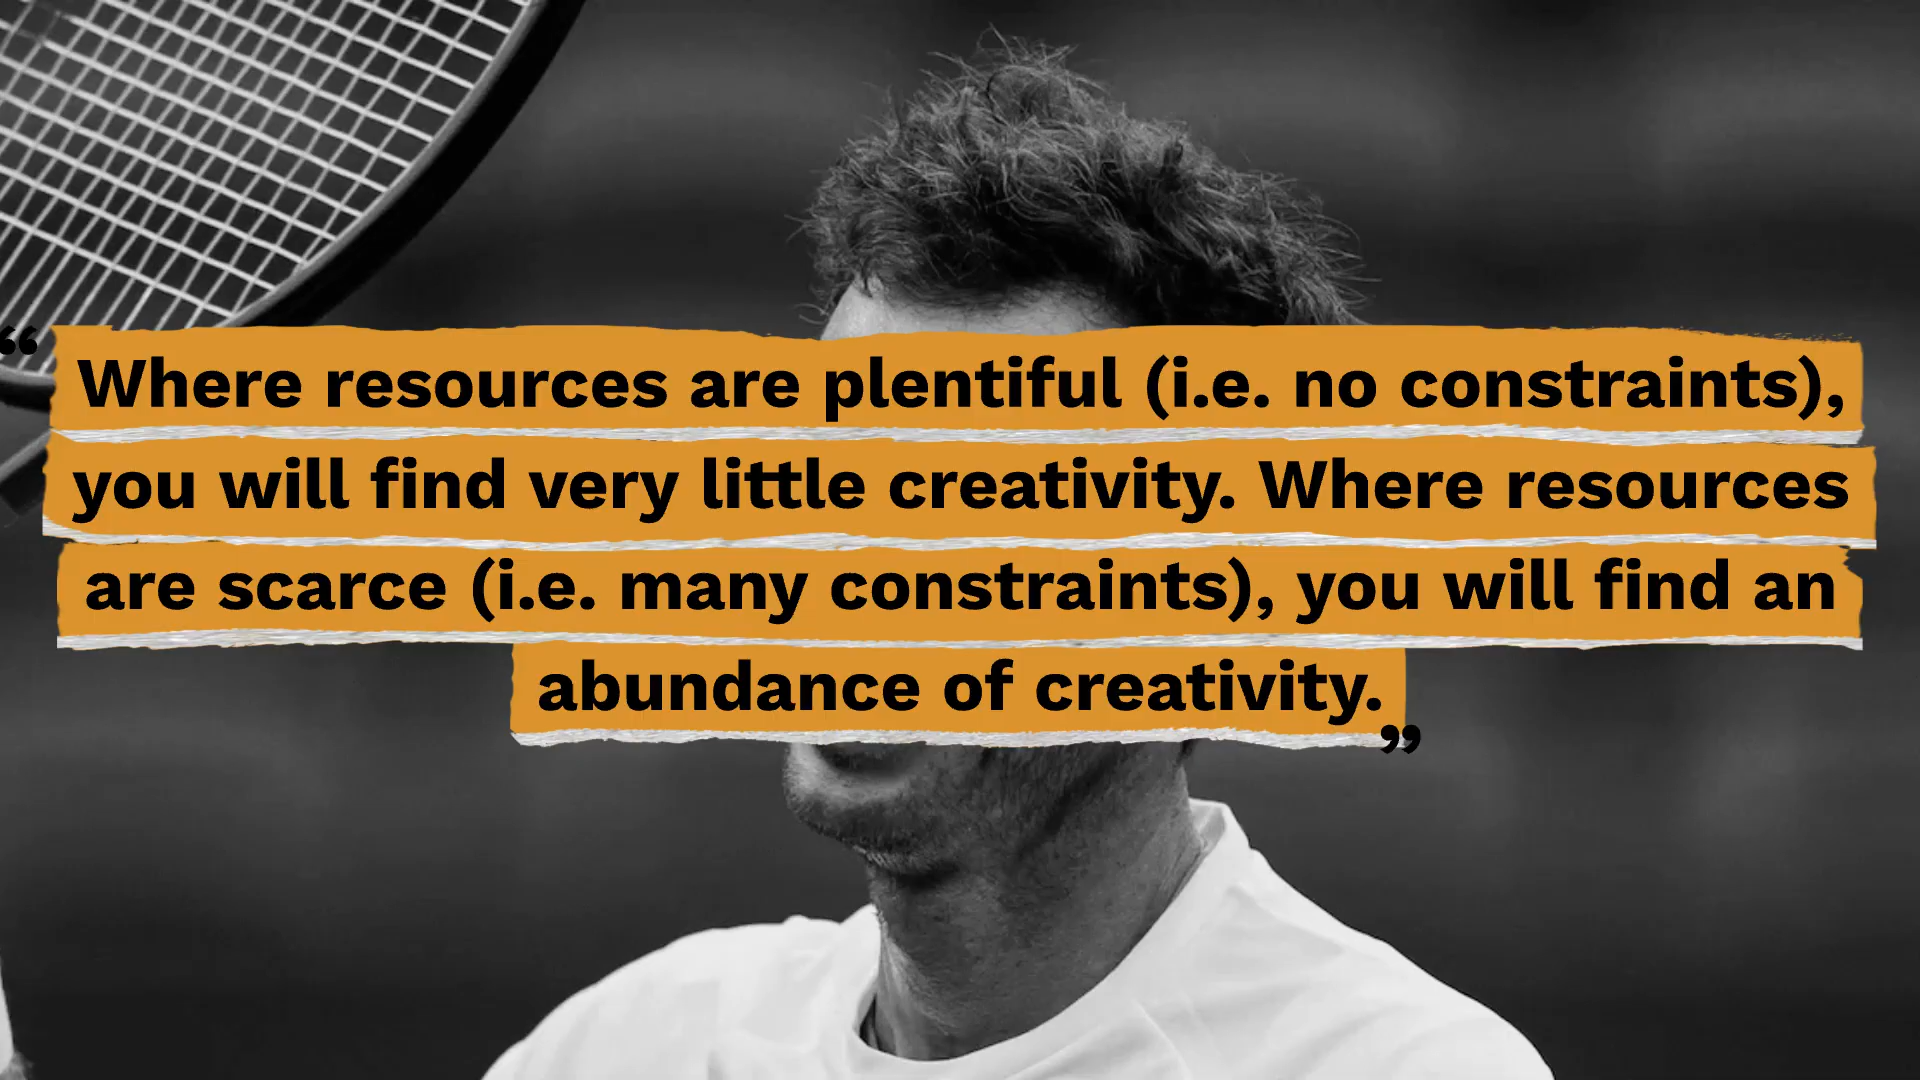 “Where resources are plentiful (i.e. no constraints),
you will find very little creativity. Where resources
are scarce (i.e. many constraints), you will find an
abundance of creativity.”